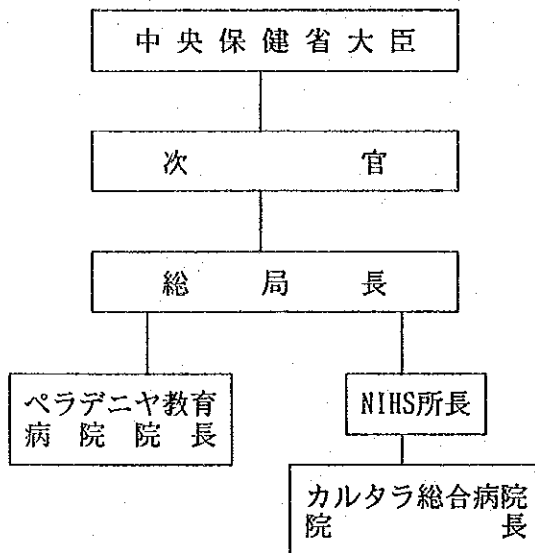 中央保健省大臣
次官
総局長
ペラデニヤ教育
病院院長
NIHS所長
カルタラ総合病院
院長